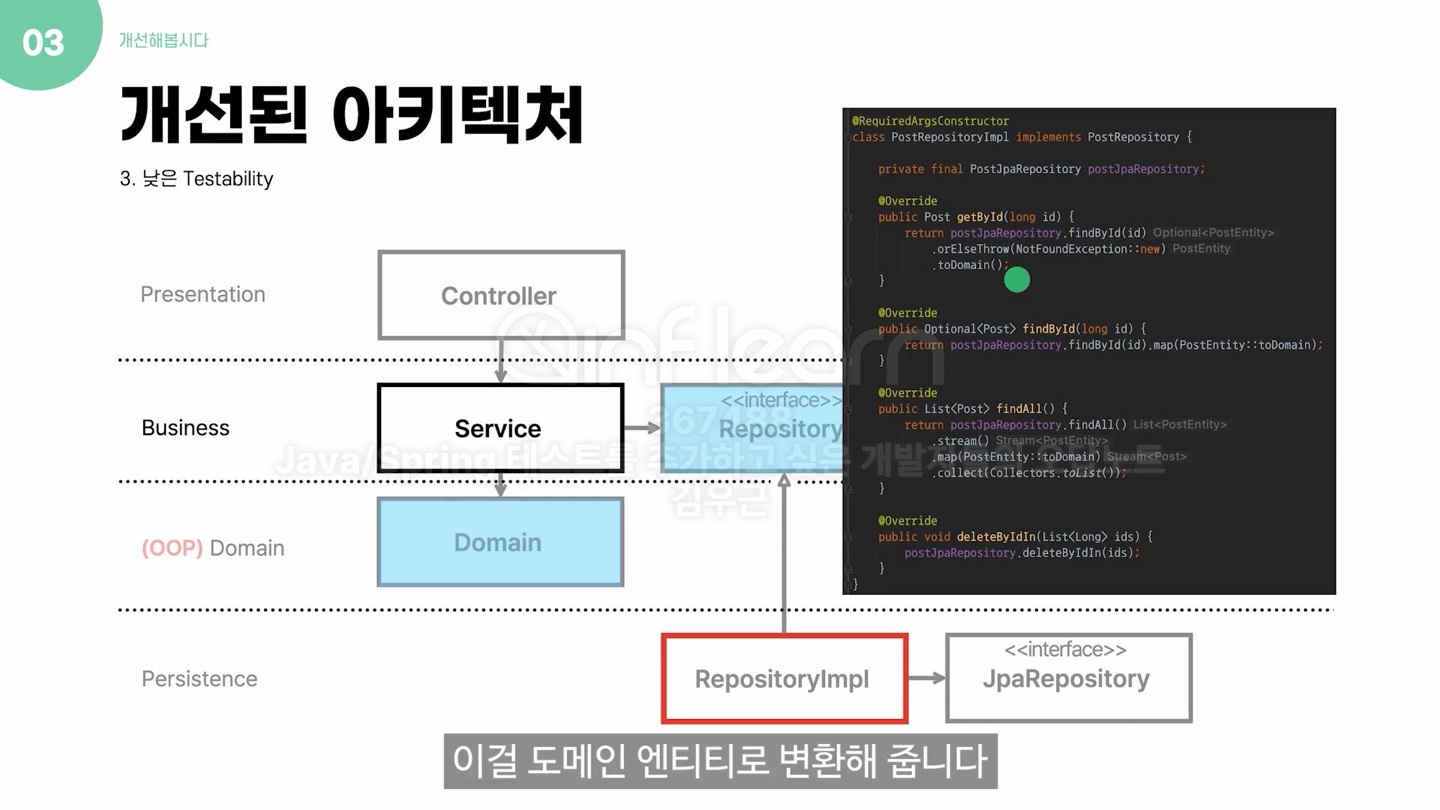 03
개선해봅시다
개선된 아키텍처
3. 낮은 Testability
Presentation
Controller
Business
Service
<<interface>>
Repository
(OOP) Domain
Domain
Persistence
RepositoryImpl
<<interface>>
JpaRepository
@RequiredArgsConstructor
class PostRepositoryImpl implements PostRepository {
private final PostJpaRepository postJpaRepository;
@Override
public Post getById(long id) {
return postJpaRepository.findById(id) Optional<PostEntity>
.orElseThrow(NotFoundException::new) PostEntity
.toDomain();
}
@Override
public Optional<Post> findById(long id) {
return postJpaRepository.findById(id).map(PostEntity::toDomain);
}
@Override
public List<Post> findAll() {
return postJpaRepository.findAll() List<PostEntity>
.stream() Stream<PostEntity>
.map(PostEntity::toDomain) Stream<Post>
.collect(Collectors.toList());
}
@Override
public void deleteByIdIn(List<Long> ids) {
postJpaRepository.deleteByIdIn(ids);
}
}
inflearn
367488
Java/Spring 테스트를 추가하고 싶은 개발자
김우근
이걸 도메인 엔티티로 변환해 줍니다